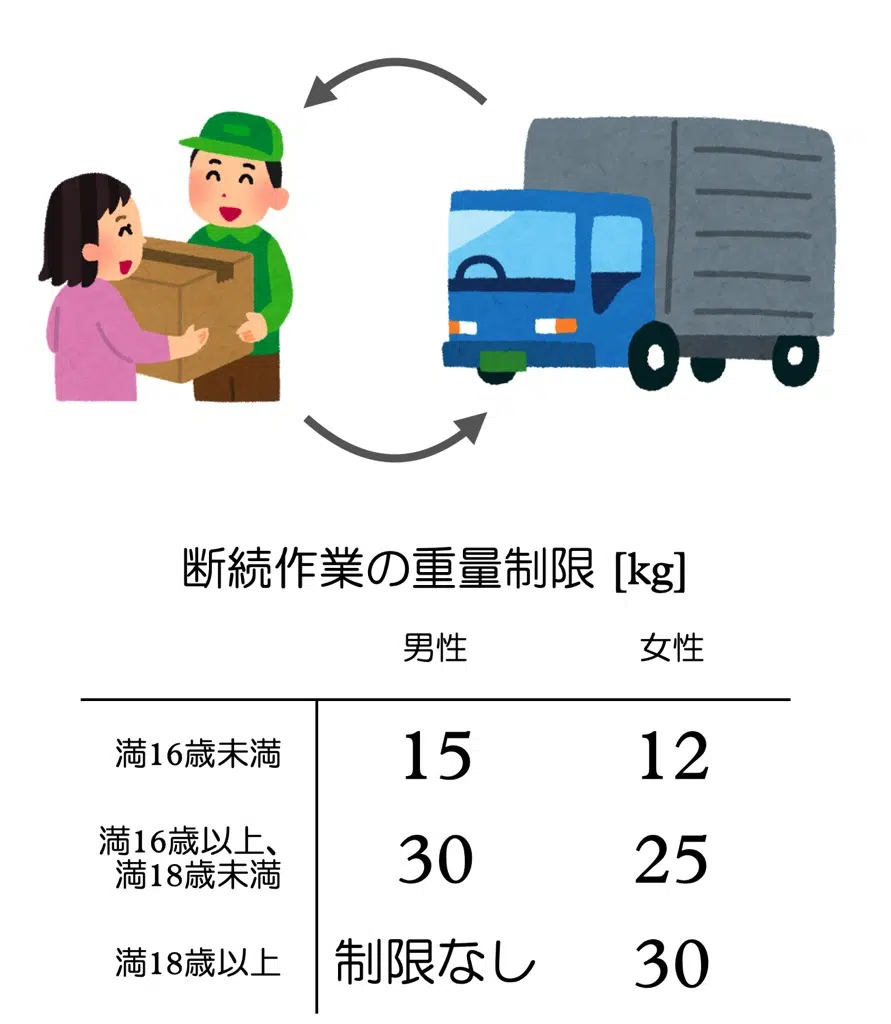 断続作業の重量制限 [kg]
男性 女性
満16歳未満 15 12
満16歳以上、
満18歳未満 30 25
満18歳以上 制限なし 30